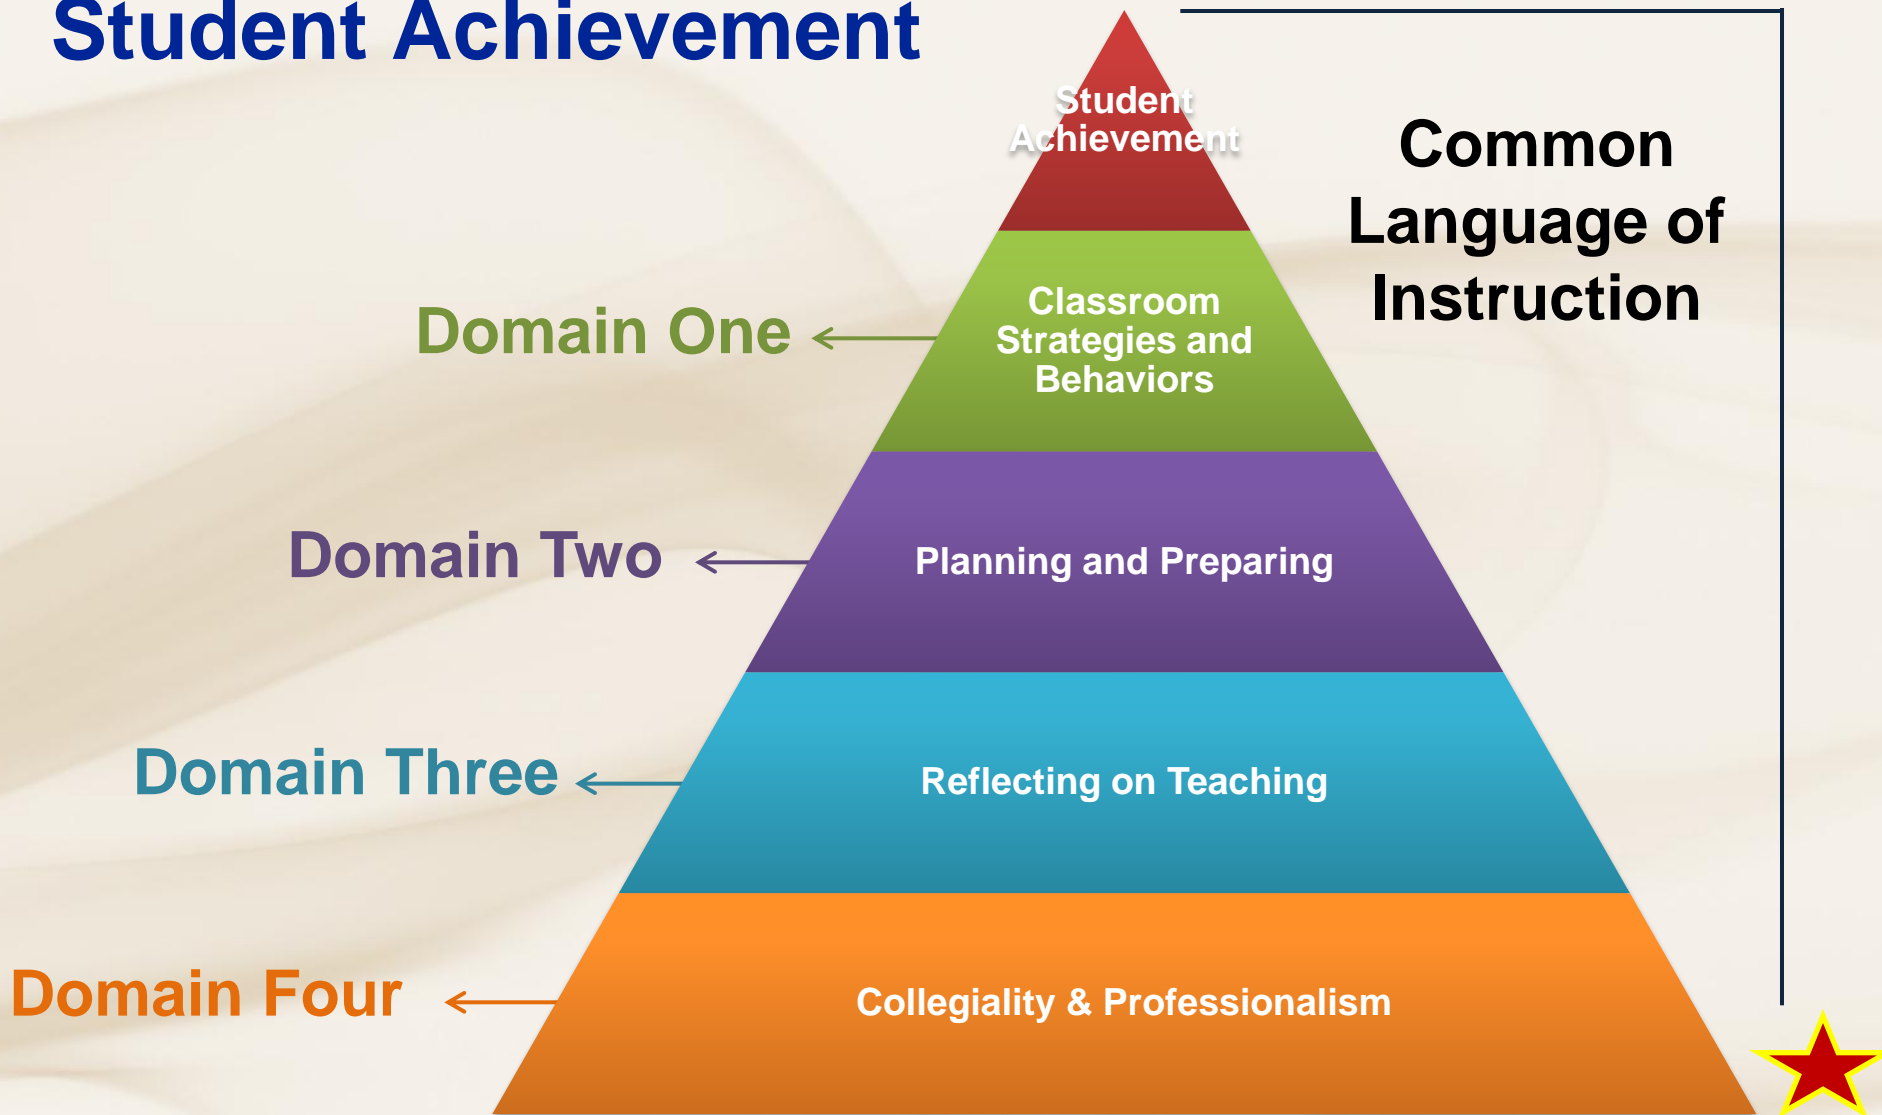 Student Achievement
Student
Achievement
Common
Language of
Instruction
Domain One
Classroom
Strategies and
Behaviors
Domain Two
Planning and Preparing
Domain Three
Reflecting on Teaching
Domain Four
Collegiality & Professionalism